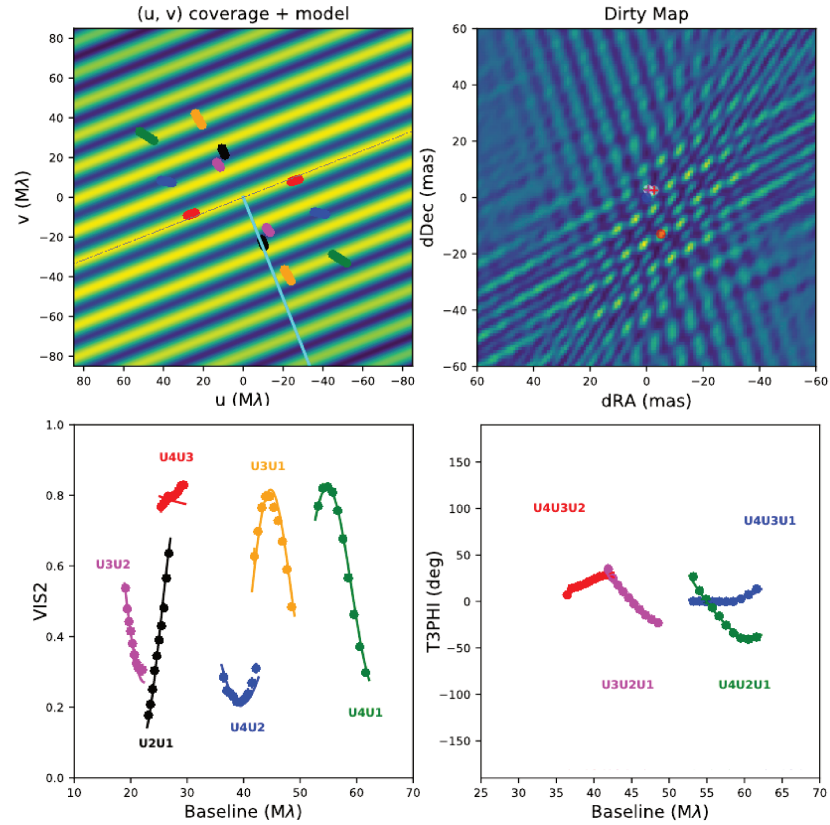 (u, v) coverage + model
Dirty Map
80
60
40
20
0
−20
−40
−60
−80
v (Mλ)
80 60 40 20 0 −20 −40 −60 −80
u (Mλ)
60
40
20
0
−20
−40
−60
dDec (mas)
60 40 20 0 −20 −40 −60
dRA (mas)
1.0
0.8
0.6
0.4
0.2
0.0
VIS2
U4U3
U3U1
U3U2
U2U1
U4U2
U4U1
10 20 30 40 50 60 70
Baseline (Mλ)
150
100
50
0
−50
−100
−150
T3PHI (deg)
U4U3U2
U4U3U1
U3U2U1
U4U2U1
25 30 35 40 45 50 55 60 65 70
Baseline (Mλ)